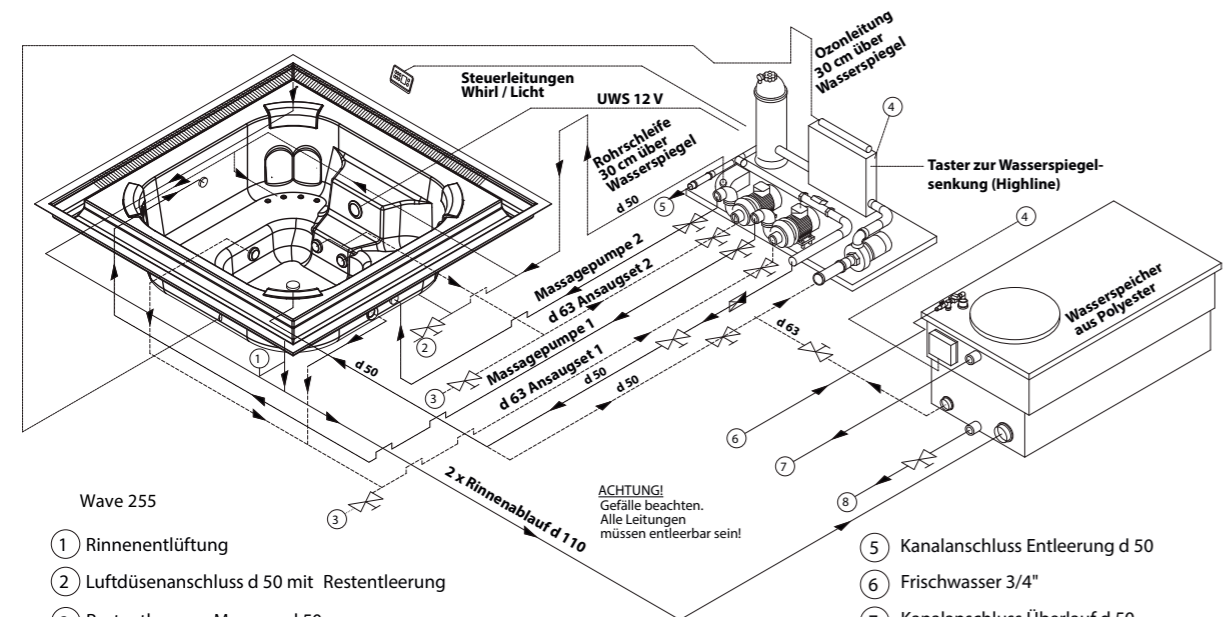 Ozonleitung
30 cm über
Wasserspiegel
Steuerleitungen
Whirl / Licht
UWS 12 V
4
Rohrschleife
30 cm über
Wasserspiegel
d 50
Taster zur Wasserspiegel-
senkung (Highline)
5
4
Massagepumpe 2
d 63 Ansaugset 2
Massagepumpe 1
d 63 Ansaugset 1
Wasserspeicher
aus Polyester
d 63
2
1
d 50
3
d 50
d 50
6
7
8
2 x Rinnenablauf d 110
3
ACHTUNG!
Gefälle beachten.
Alle Leitungen
müssen entleerbar sein!
Wave 255
1 Rinnenentlüftung
2 Luftdüsenanschluss d 50 mit Restentleerung
5 Kanalanschluss Entleerung d 50
6 Frischwasser 3/4"
7 Kanalanschluss Überlauf d 50